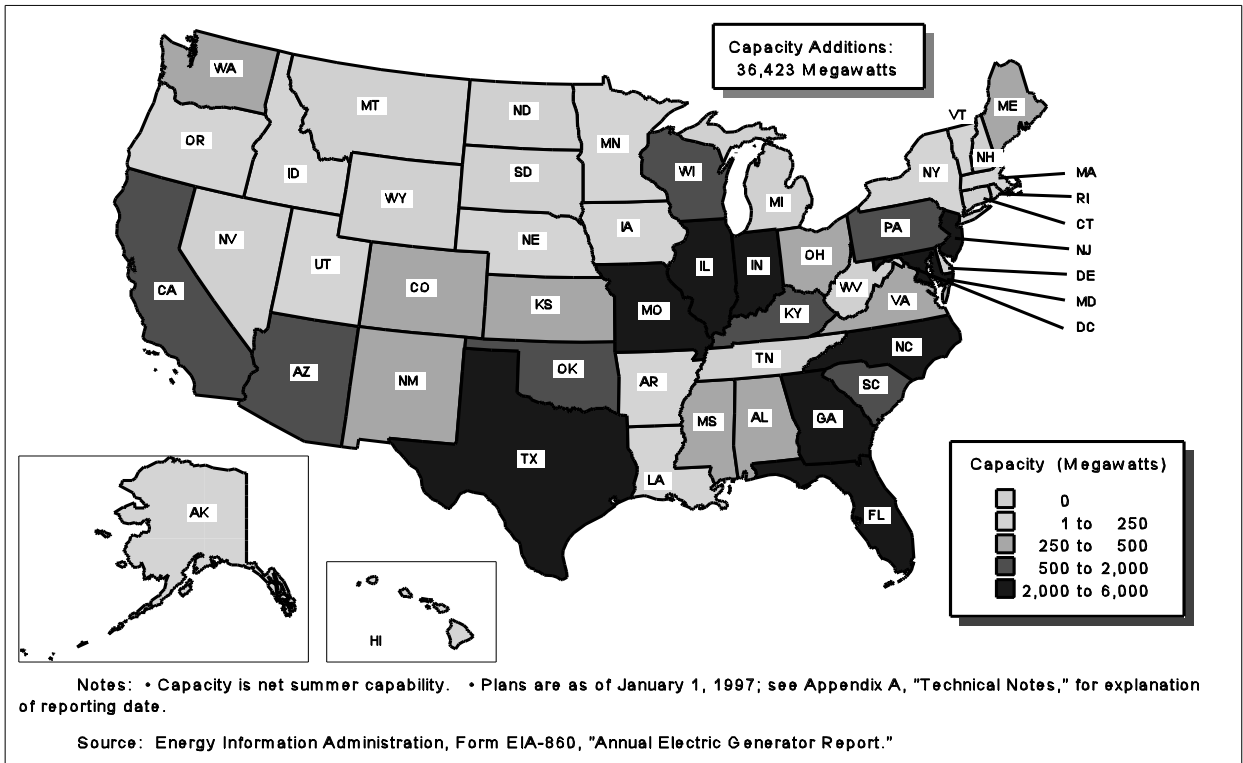 Capacity Additions:
36,423 Megawatts
WA
MT
ND
MN
ME
VT
OR
ID
SD
WI
NH
NY
MA
WY
MI
RI
IA
CT
NV
NE
PA
NJ
UT
IL
IN
OH
DE
CA
CO
WV
MD
KS
MO
KY
VA
DC
NC
TN
AZ
OK
NM
AR
SC
MS
AL
GA
TX
LA
FL
AK
HI
Capacity (Megawatts)
0
1 to 250
250 to 500
500 to 2,000
2,000 to 6,000
Notes: • Capacity is net summer capability. • Plans are as of January 1, 1997; see Appendix A, "Technical Notes," for explanation
of reporting date.
Source: Energy Information Administration, Form EIA-860, "Annual Electric Generator Report."